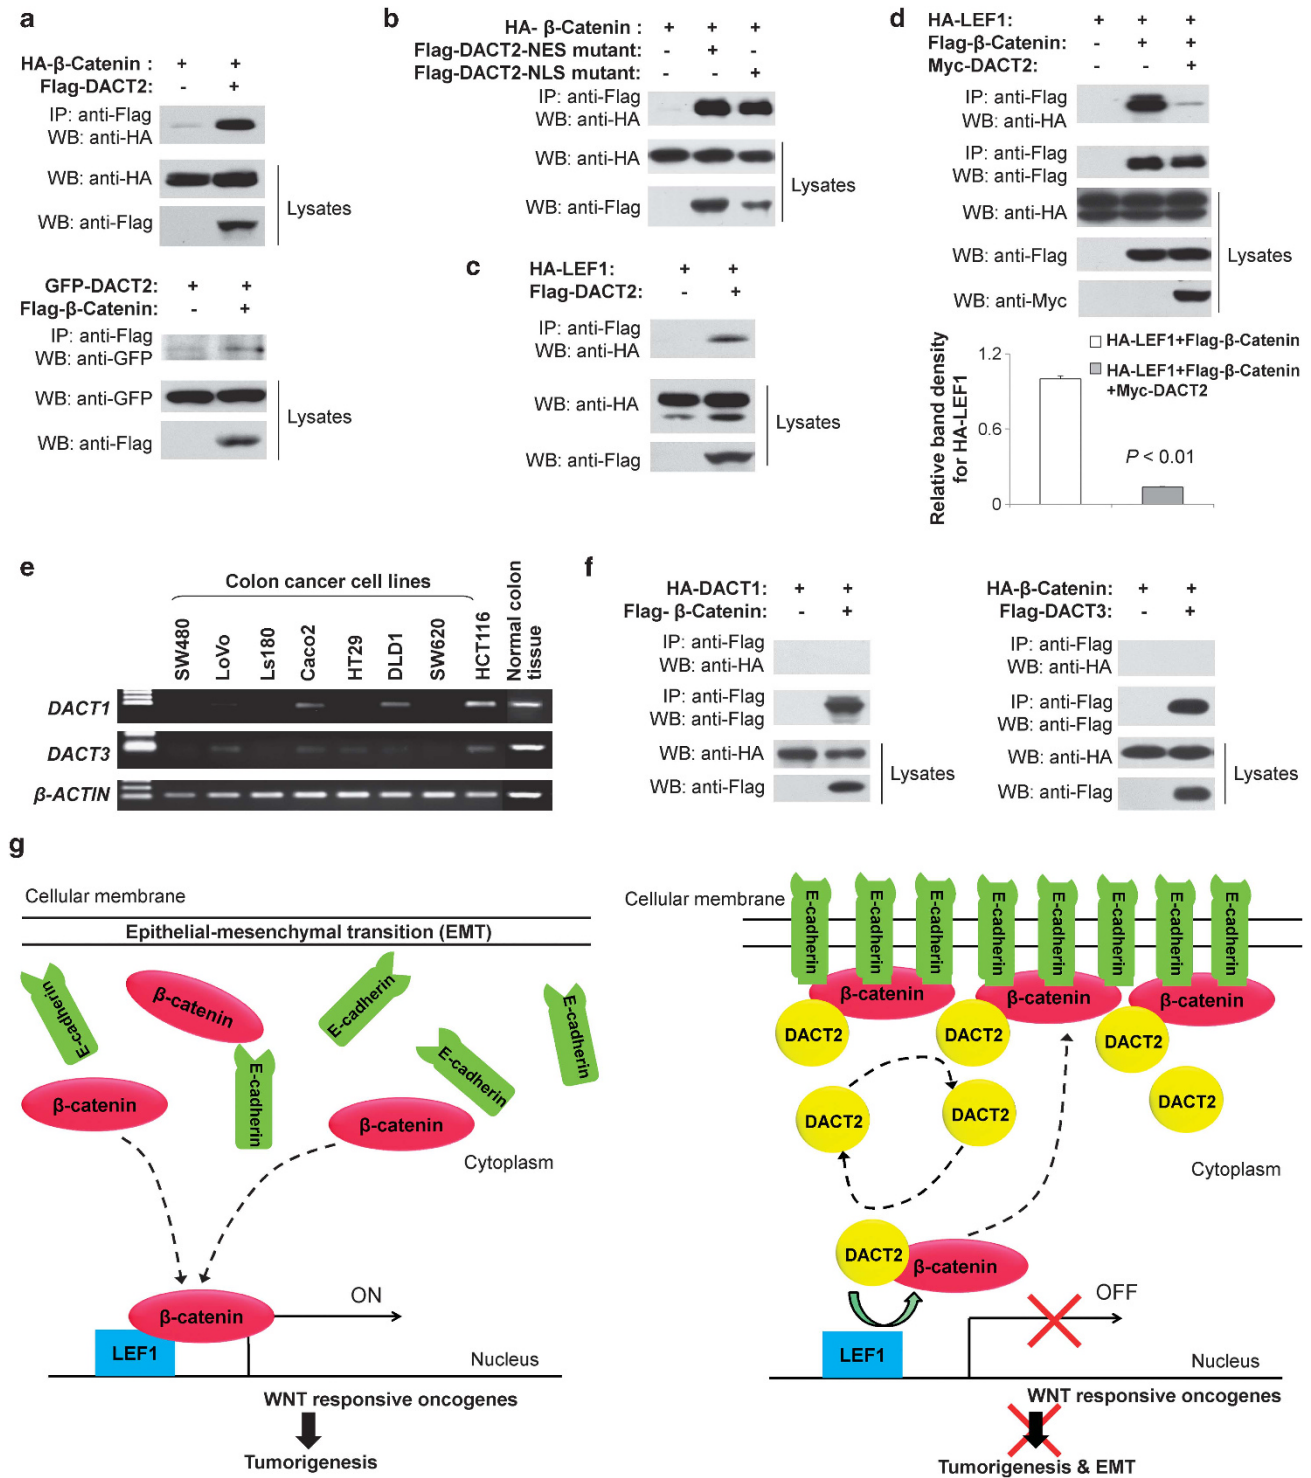 a
HA-β-Catenin : + +
Flag-DACT2: - +
IP: anti-Flag
WB: anti-HA
WB: anti-HA
WB: anti-Flag
Lysates
GFP-DACT2: + +
Flag-β-Catenin: - +
IP: anti-Flag
WB: anti-GFP
WB: anti-GFP
WB: anti-Flag
Lysates
b
HA- β-Catenin : + + +
Flag-DACT2-NES mutant - + -
Flag-DACT2-NLS mutant - - +
IP: anti-Flag
WB: anti-HA
WB: anti-HA
WB: anti-Flag
Lysates
c
HA-LEF1: + +
Flag-DACT2: - +
IP: anti-Flag
WB: anti-HA
WB: anti-HA
WB: anti-Flag
Lysates
d
HA-LEF1: + + +
Flag-β-Catenin: - + +
Myc-DACT2: - - +
IP: anti-Flag
WB: anti-HA
IP: anti-Flag
WB: anti-Flag
WB: anti-HA
WB: anti-Flag
WB: anti-Myc
Lysates
HA-LEF1+Flag-β-Catenin
HA-LEF1+Flag-β-Catenin
+Myc-DACT2
Relative band density
for HA-LEF1
1.2
0.6
0
P < 0.01
e
Colon cancer cell lines
SW480
LoVo
Ls180
Caco2
HT29
DLD1
SW620
HCT116
Normal colon
tissue
DACT1
DACT3
β-ACTIN
f
HA-DACT1: + +
Flag- β-Catenin: - +
IP: anti-Flag
WB: anti-HA
IP: anti-Flag
WB: anti-Flag
WB: anti-HA
WB: anti-Flag
Lysates
HA-β-Catenin: + +
Flag-DACT3: - +
IP: anti-Flag
WB: anti-HA
IP: anti-Flag
WB: anti-Flag
WB: anti-HA
WB: anti-Flag
Lysates
g
Cellular membrane
Epithelial-mesenchymal transition (EMT)
E-cadherin
β-catenin
E-cadherin
E-cadherin
E-cadherin
E-cadherin
β-catenin
β-catenin
Cytoplasm
β-catenin
ON
LEF1
Nucleus
WNT responsive oncogenes
Tumorigenesis
Cellular membrane
E-cadherin
E-cadherin
E-cadherin
E-cadherin
E-cadherin
E-cadherin
E-cadherin
E-cadherin
β-catenin
β-catenin
β-catenin
DACT2
DACT2
DACT2
DACT2
DACT2
DACT2
Cytoplasm
DACT2
β-catenin
OFF
LEF1
Nucleus
WNT responsive oncogenes
Tumorigenesis & EMT